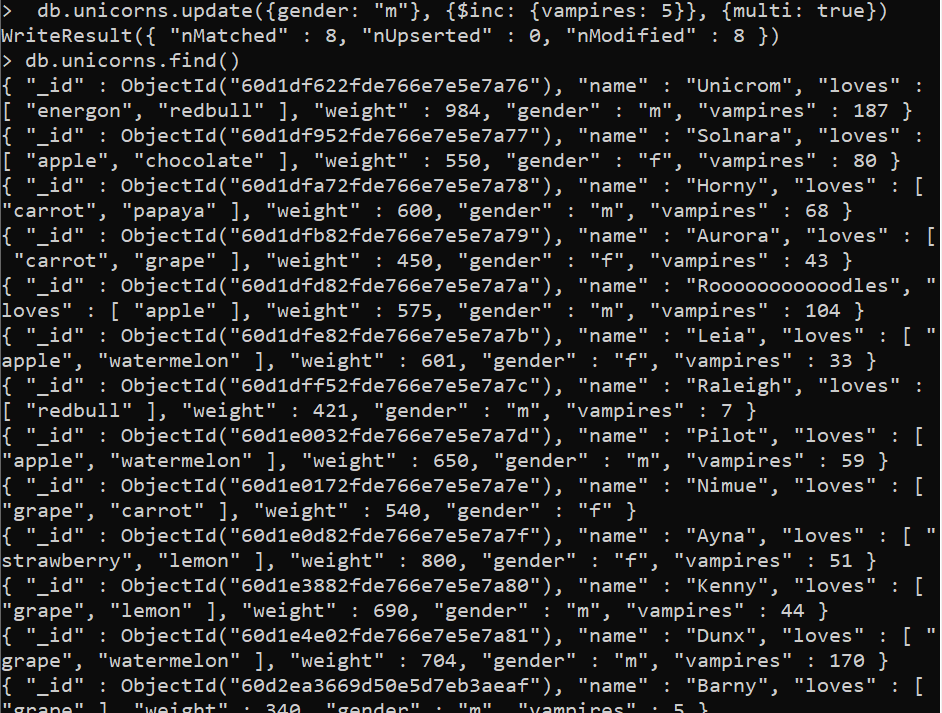 >  db.unicorns.update({gender: "m"}, {$inc: {vampires: 5}}, {multi: true})
WriteResult({ "nMatched" : 8, "nUpserted" : 0, "nModified" : 8 })
> db.unicorns.find()
{ "_id" : ObjectId("60d1df622fde766e7e5e7a76"), "name" : "Unicrom", "loves" :
[ "energon", "redbull" ], "weight" : 984, "gender" : "m", "vampires" : 187 }
{ "_id" : ObjectId("60d1df952fde766e7e5e7a77"), "name" : "Solnara", "loves" :
[ "apple", "chocolate" ], "weight" : 550, "gender" : "f", "vampires" : 80 }
{ "_id" : ObjectId("60d1dfa72fde766e7e5e7a78"), "name" : "Horny", "loves" : [
"carrot", "papaya" ], "weight" : 600, "gender" : "m", "vampires" : 68 }
{ "_id" : ObjectId("60d1dfb82fde766e7e5e7a79"), "name" : "Aurora", "loves" : [
 "carrot", "grape" ], "weight" : 450, "gender" : "f", "vampires" : 43 }
{ "_id" : ObjectId("60d1dfd82fde766e7e5e7a7a"), "name" : "Roooooooooodles", "
loves" : [ "apple" ], "weight" : 575, "gender" : "m", "vampires" : 104 }
{ "_id" : ObjectId("60d1dfe82fde766e7e5e7a7b"), "name" : "Leia", "loves" : [ "
apple", "watermelon" ], "weight" : 601, "gender" : "f", "vampires" : 33 }
{ "_id" : ObjectId("60d1dff52fde766e7e5e7a7c"), "name" : "Raleigh", "loves" :
[ "redbull" ], "weight" : 421, "gender" : "m", "vampires" : 7 }
{ "_id" : ObjectId("60d1e0032fde766e7e5e7a7d"), "name" : "Pilot", "loves" : [
"apple", "watermelon" ], "weight" : 650, "gender" : "m", "vampires" : 59 }
{ "_id" : ObjectId("60d1e0172fde766e7e5e7a7e"), "name" : "Nimue", "loves" : [
"grape", "carrot" ], "weight" : 540, "gender" : "f" }
{ "_id" : ObjectId("60d1e0d82fde766e7e5e7a7f"), "name" : "Ayna", "loves" : [ "
strawberry", "lemon" ], "weight" : 800, "gender" : "f", "vampires" : 51 }
{ "_id" : ObjectId("60d1e3882fde766e7e5e7a80"), "name" : "Kenny", "loves" : [
"grape", "lemon" ], "weight" : 690, "gender" : "m", "vampires" : 44 }
{ "_id" : ObjectId("60d1e4e02fde766e7e5e7a81"), "name" : "Dunx", "loves" : [ "
grape", "watermelon" ], "weight" : 704, "gender" : "m", "vampires" : 170 }
{ "_id" : ObjectId("60d2ea3669d50e5d7eb3aeaf"), "name" : "Barny", "loves" : [
"grape" ], "weight" : 340, "gender" : "m", "vampires" : 5 }